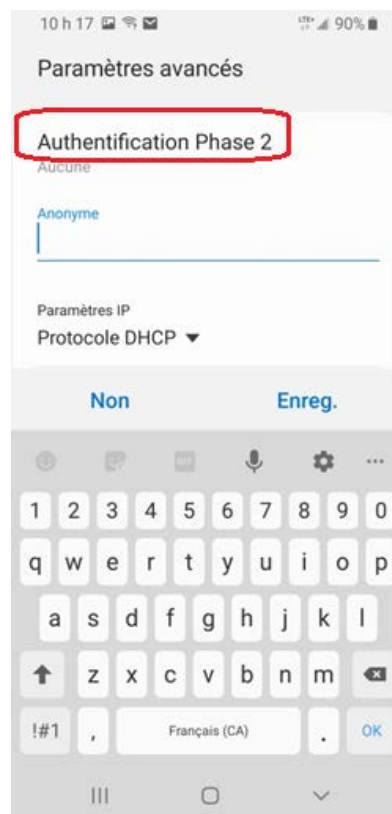 10 h 17
LTE+ 90%
Paramètres avancés
Authentification Phase 2
Aucune
Anonyme
Paramètres IP
Protocole DHCP
Non Enreg.
1 2 3 4 5 6 7 8 9 0
q w e r t y u i o p
a s d f g h j k l
z x c v b n m
!#1 , Français (CA) . OK